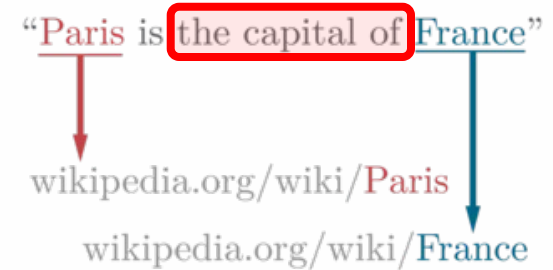 “Paris is the capital of France”
wikipedia.org/wiki/Paris
wikipedia.org/wiki/France